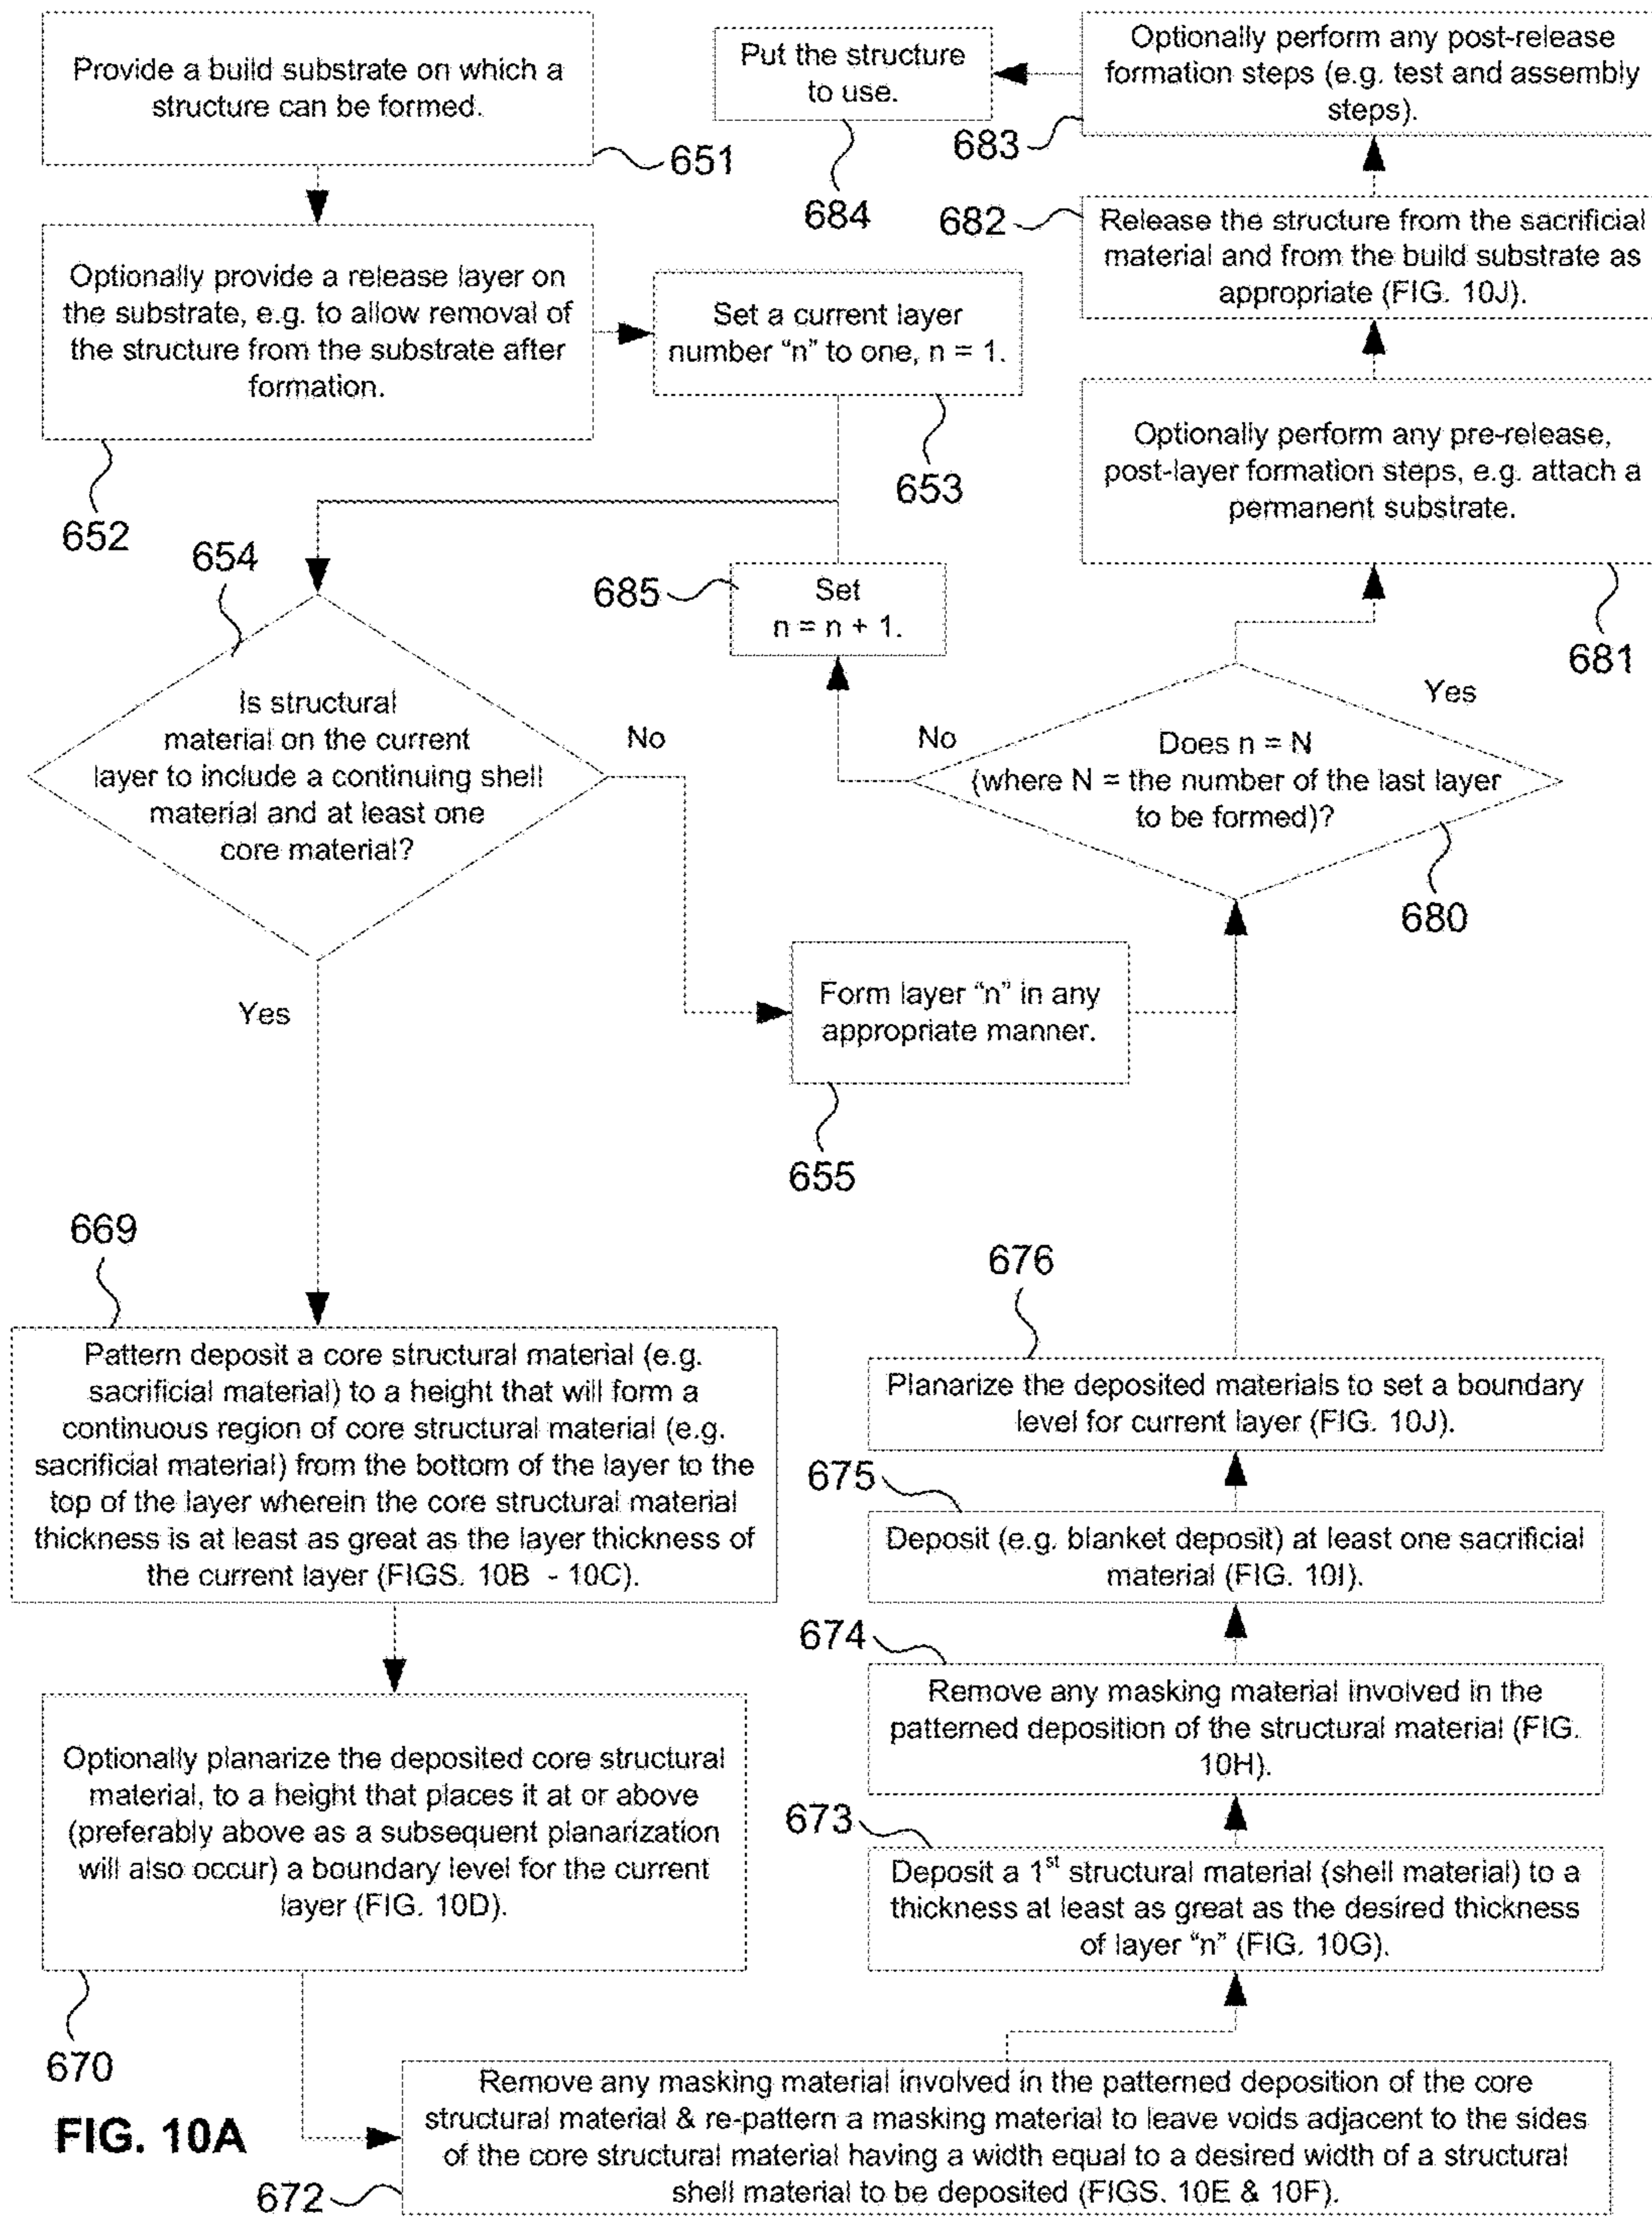 Provide a build substrate on which a
structure can be formed.
651
Optionally provide a release layer on
the substrate, e.g. to allow removal of
the structure from the substrate after
formation.
652
Set a current layer
number “n” to one, n = 1.
653
654
Is structural
material on the current
layer to include a continuing shell
material and at least one
core material?
No
Yes
Form layer “n” in any
appropriate manner.
655
669
Pattern deposit a core structural material (e.g.
sacrificial material) to a height that will form a
continuous region of core structural material (e.g.
sacrificial material) from the bottom of the layer to the
top of the layer wherein the core structural material
thickness is at least as great as the layer thickness of
the current layer (FIGS. 10B - 10C).
Optionally planarize the deposited core structural
material, to a height that places it at or above
(preferably above as a subsequent planarization
will also occur) a boundary level for the current
layer (FIG. 10D).
670
Remove any masking material involved in the patterned deposition of the core
structural material & re-pattern a masking material to leave voids adjacent to the sides
of the core structural material having a width equal to a desired width of a structural
shell material to be deposited (FIGS. 10E & 10F).
672
673
Deposit a 1st structural material (shell material) to a
thickness at least as great as the desired thickness
of layer “n” (FIG. 10G).
674
Remove any masking material involved in the
patterned deposition of the structural material (FIG.
10H).
675
Deposit (e.g. blanket deposit) at least one sacrificial
material (FIG. 10I).
676
Planarize the deposited materials to set a boundary
level for current layer (FIG. 10J).
Does n = N
(where N = the number of the last layer
to be formed)?
680
No
Yes
685
Set
n = n + 1.
Optionally perform any pre-release,
post-layer formation steps, e.g. attach a
permanent substrate.
681
682
Release the structure from the sacrificial
material and from the build substrate as
appropriate (FIG. 10J).
Optionally perform any post-release
formation steps (e.g. test and assembly
steps).
683
Put the structure
to use.
684
FIG. 10A